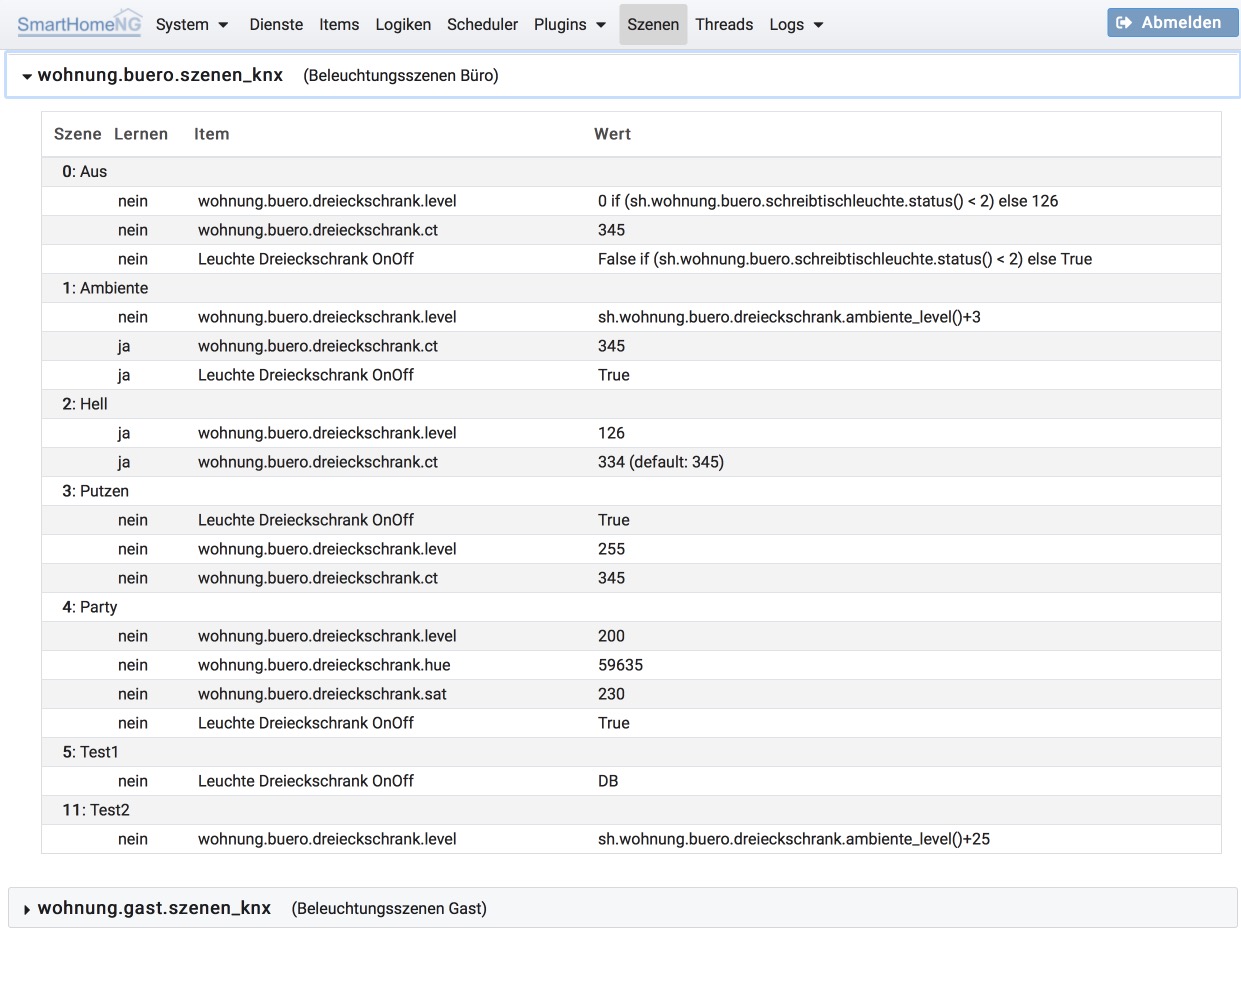 SmartHomeNG System Dienste Items Logiken Scheduler Plugins Szenen Threads Logs Abmelden
wohnung.buero.szenen_knx (Beleuchtungsszenen Büro)
Szene Lernen Item Wert
0: Aus
nein wohnung.buero.dreieckschrank.level 0 if (sh.wohnung.buero.schreibtischleuchte.status() < 2) else 126
nein wohnung.buero.dreieckschrank.ct 345
nein Leuchte Dreieckschrank OnOff False if (sh.wohnung.buero.schreibtischleuchte.status() < 2) else True
1: Ambiente
nein wohnung.buero.dreieckschrank.level sh.wohnung.buero.dreieckschrank.ambiente_level()+3
ja wohnung.buero.dreieckschrank.ct 345
ja Leuchte Dreieckschrank OnOff True
2: Hell
ja wohnung.buero.dreieckschrank.level 126
ja wohnung.buero.dreieckschrank.ct 334 (default: 345)
3: Putzen
nein Leuchte Dreieckschrank OnOff True
nein wohnung.buero.dreieckschrank.level 255
nein wohnung.buero.dreieckschrank.ct 345
4: Party
nein wohnung.buero.dreieckschrank.level 200
nein wohnung.buero.dreieckschrank.hue 59635
nein wohnung.buero.dreieckschrank.sat 230
nein Leuchte Dreieckschrank OnOff True
5: Test1
nein Leuchte Dreieckschrank OnOff DB
11: Test2
nein wohnung.buero.dreieckschrank.level sh.wohnung.buero.dreieckschrank.ambiente_level()+25
wohnung.gast.szenen_knx (Beleuchtungsszenen Gast)